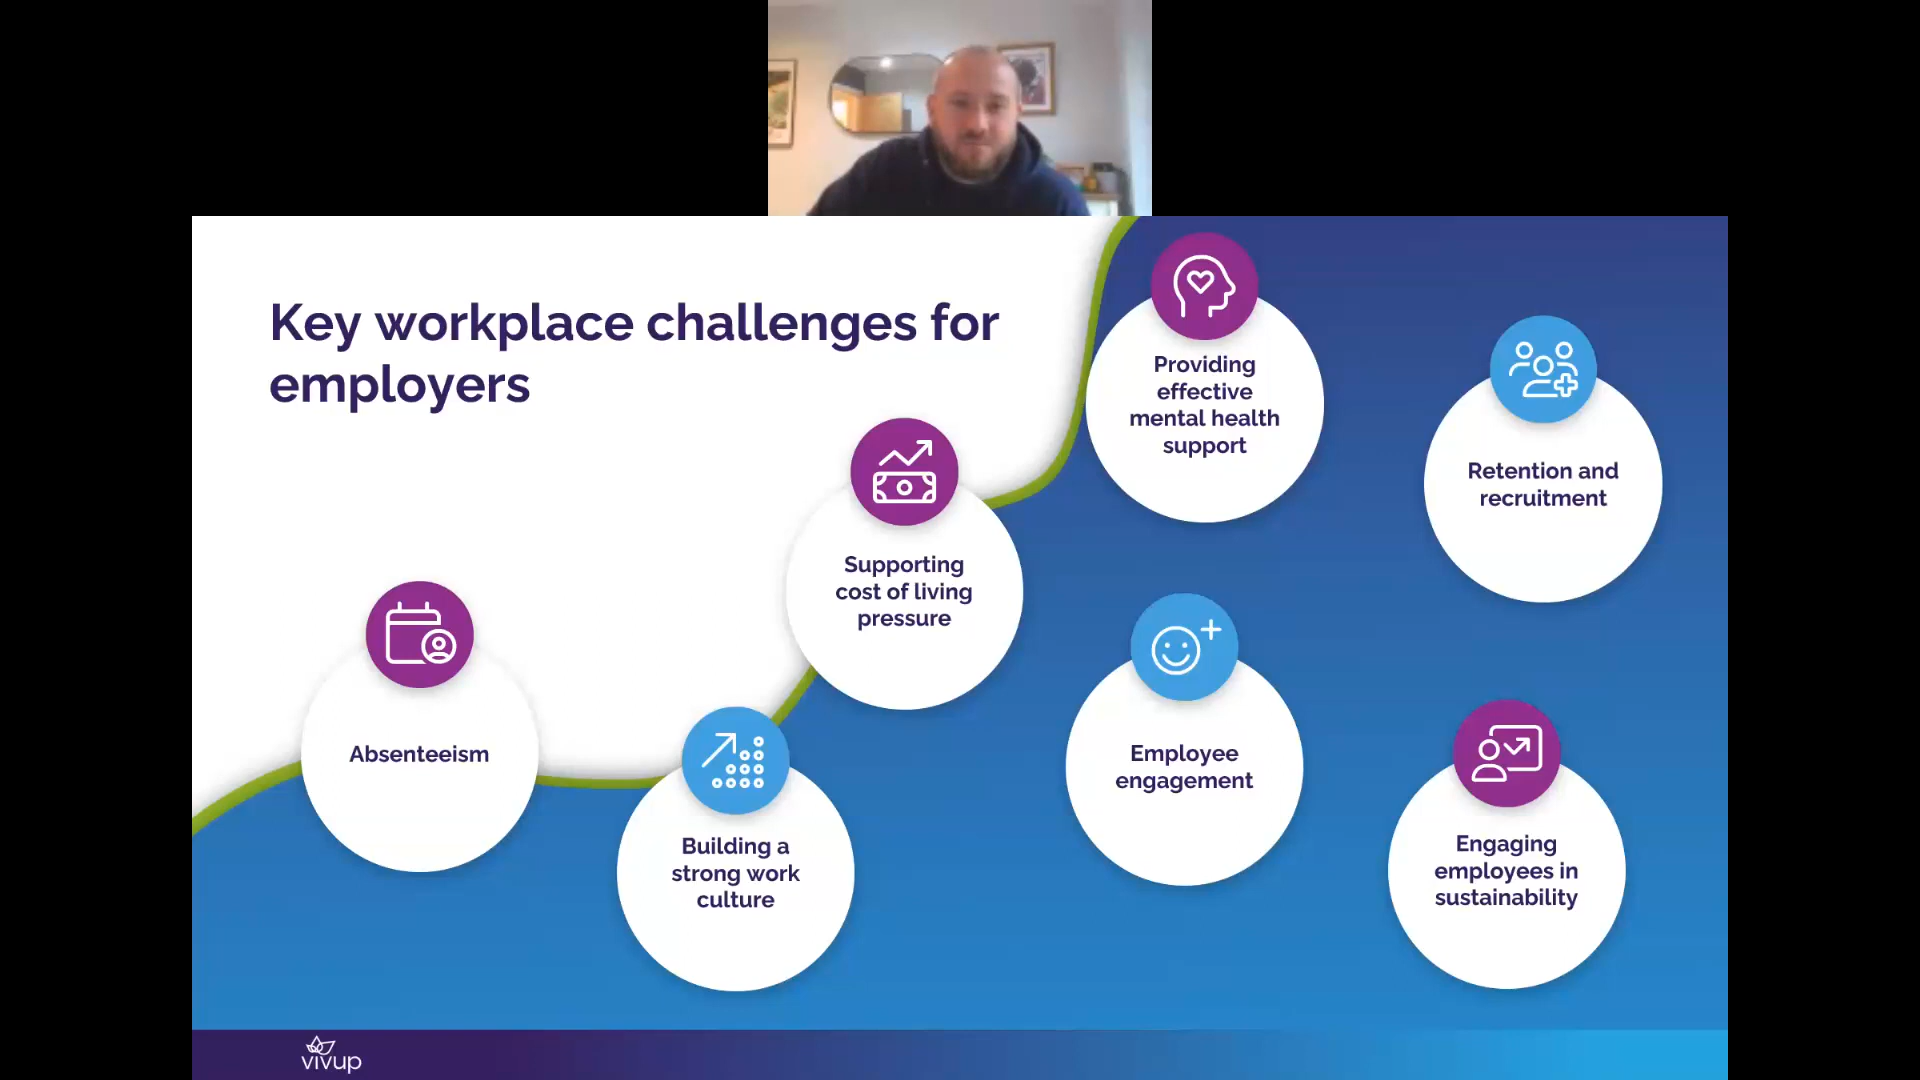 Key workplace challenges for
employers
Providing
effective
mental health
support
Retention and
recruitment
Supporting
cost of living
pressure
Absenteeism
Employee
engagement
Building a
strong work
culture
Engaging
employees in
sustainability
vivup